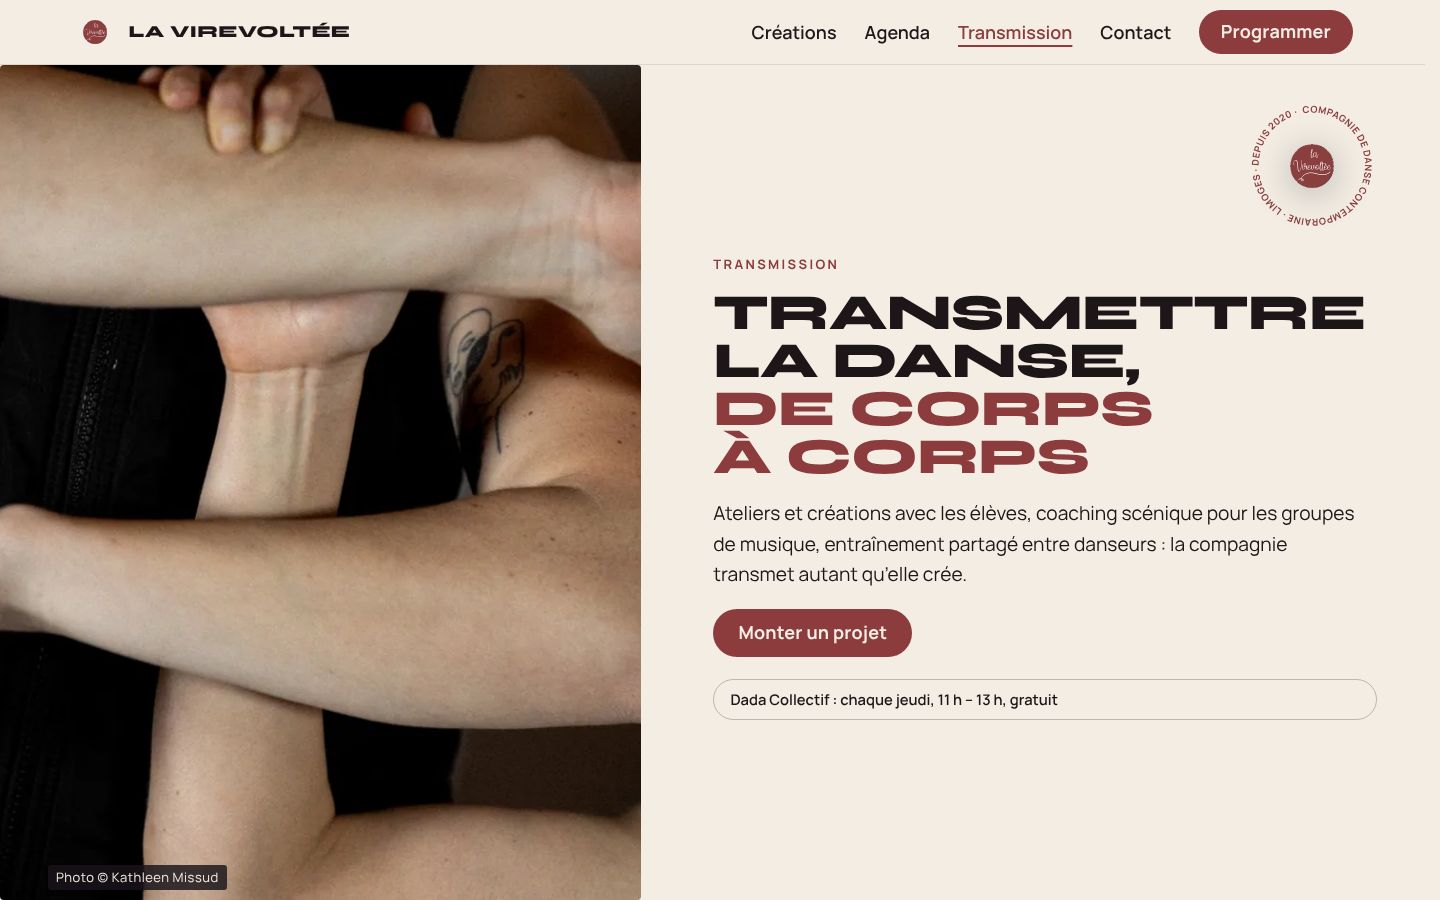 LA VIREVOLTÉE
Créations
Agenda
Transmission
Contact
Programmer
COMPAGNIE DE DANSE CONTEMPORAINE · LIMOGES · DEPUIS 2020 ·
la
Virevoltée
TRANSMISSION
TRANSMETTRE
LA DANSE,
DE CORPS
À CORPS
Ateliers et créations avec les élèves, coaching scénique pour les groupes
de musique, entraînement partagé entre danseurs : la compagnie
transmet autant qu’elle crée.
Monter un projet
Dada Collectif : chaque jeudi, 11 h – 13 h, gratuit
Photo © Kathleen Missud